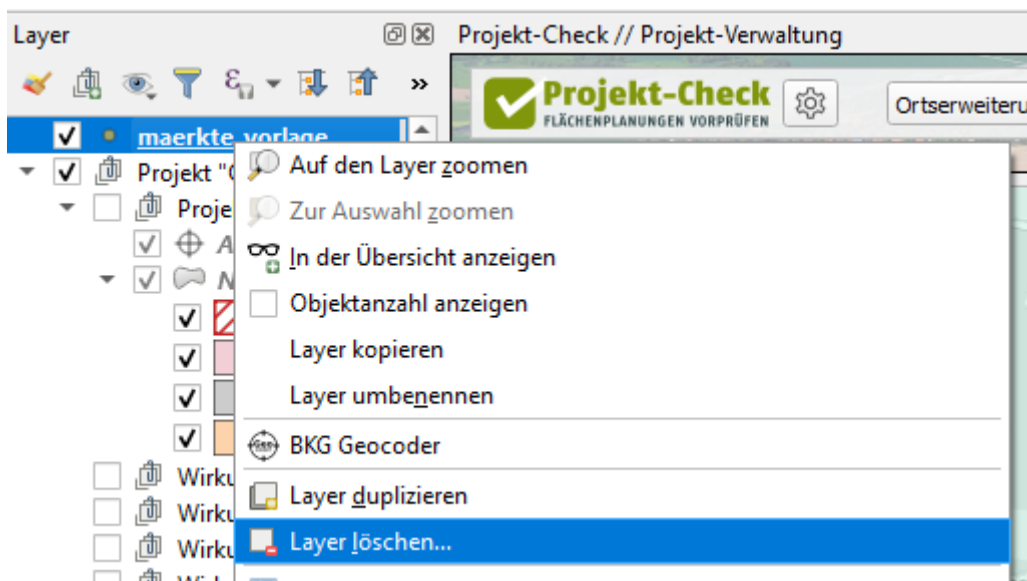 Layer
Projekt-Check // Projekt-Verwaltung
Projekt-Check
FLÄCHENPLANUNGEN VORPRÜFEN
Ortserweiteru
maerkte_vorlage
Projekt "
Proje
A
N
Wirku
Wirku
Wirku
Auf den Layer zoomen
Zur Auswahl zoomen
In der Übersicht anzeigen
Objektanzahl anzeigen
Layer kopieren
Layer umbenennen
BKG Geocoder
Layer duplizieren
Layer löschen...